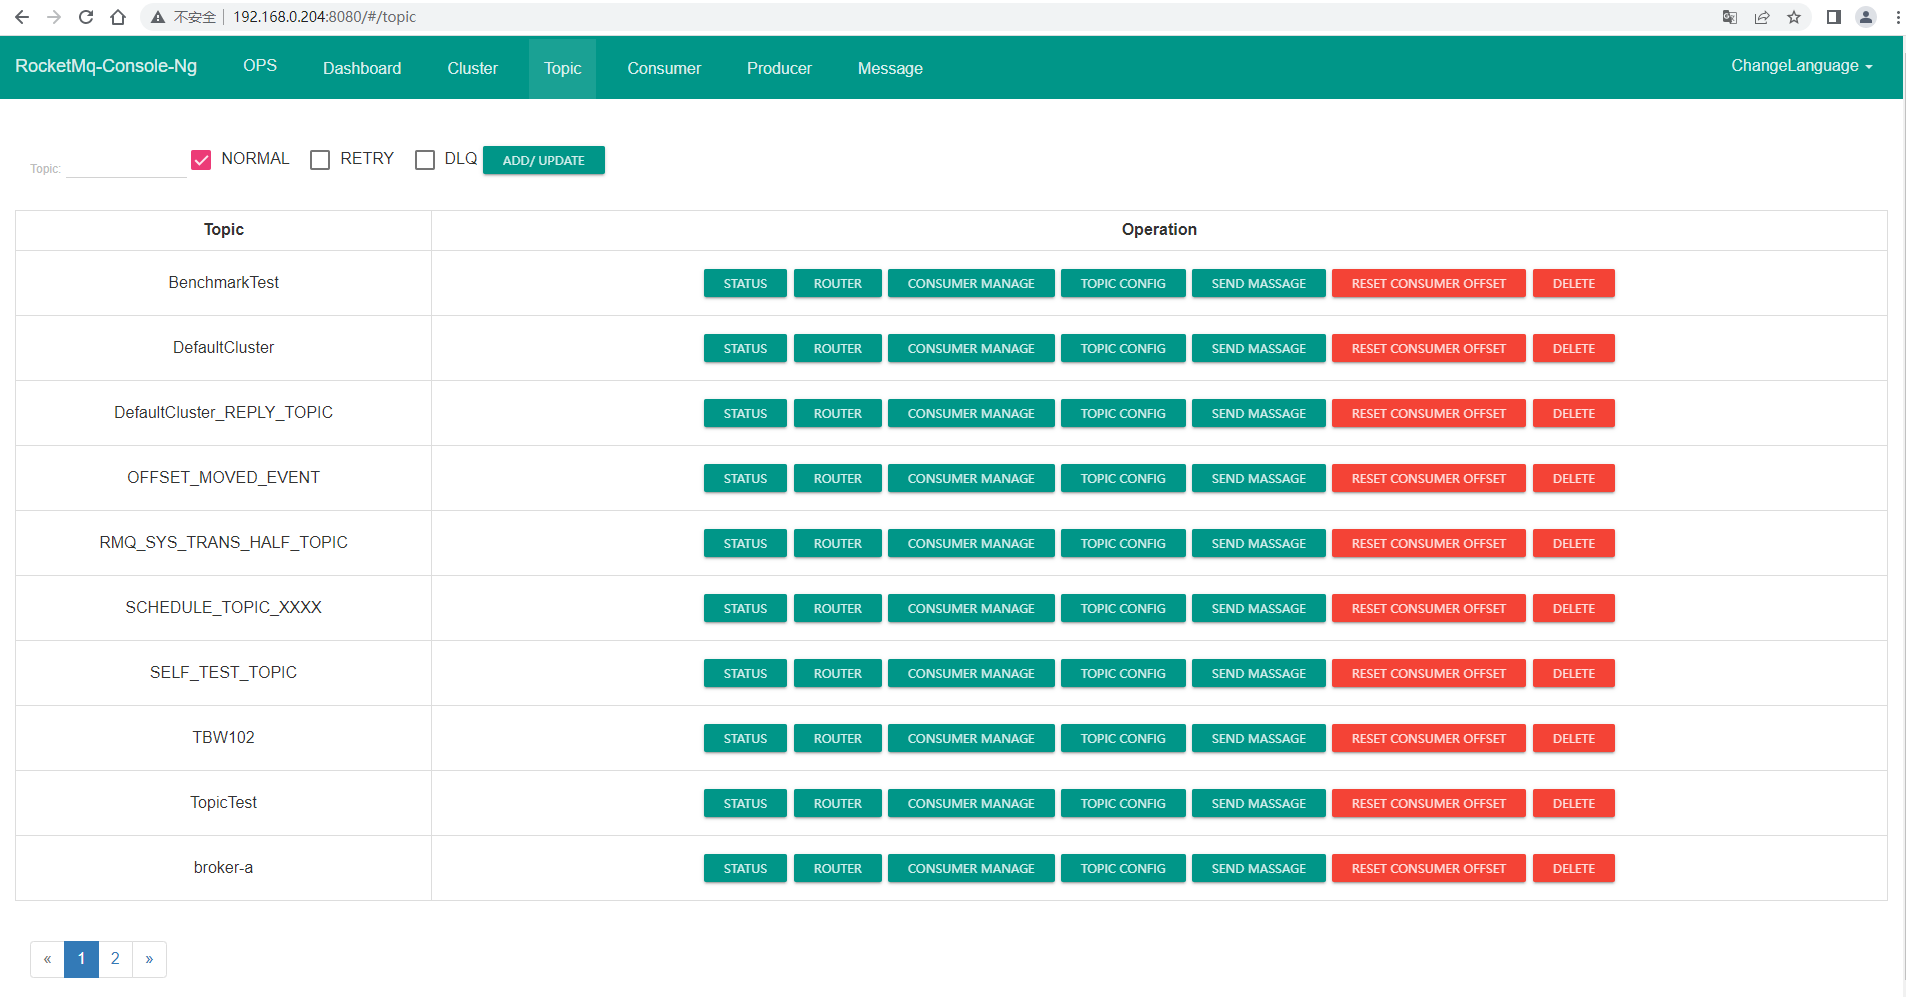 不安全 192.168.0.204:8080/#/topic
RocketMq-Console-Ng OPS Dashboard Cluster Topic Consumer Producer Message ChangeLanguage
Topic: NORMAL RETRY DLQ ADD/ UPDATE
Topic Operation
BenchmarkTest STATUS ROUTER CONSUMER MANAGE TOPIC CONFIG SEND MASSAGE RESET CONSUMER OFFSET DELETE
DefaultCluster STATUS ROUTER CONSUMER MANAGE TOPIC CONFIG SEND MASSAGE RESET CONSUMER OFFSET DELETE
DefaultCluster_REPLY_TOPIC STATUS ROUTER CONSUMER MANAGE TOPIC CONFIG SEND MASSAGE RESET CONSUMER OFFSET DELETE
OFFSET_MOVED_EVENT STATUS ROUTER CONSUMER MANAGE TOPIC CONFIG SEND MASSAGE RESET CONSUMER OFFSET DELETE
RMQ_SYS_TRANS_HALF_TOPIC STATUS ROUTER CONSUMER MANAGE TOPIC CONFIG SEND MASSAGE RESET CONSUMER OFFSET DELETE
SCHEDULE_TOPIC_XXXX STATUS ROUTER CONSUMER MANAGE TOPIC CONFIG SEND MASSAGE RESET CONSUMER OFFSET DELETE
SELF_TEST_TOPIC STATUS ROUTER CONSUMER MANAGE TOPIC CONFIG SEND MASSAGE RESET CONSUMER OFFSET DELETE
TBW102 STATUS ROUTER CONSUMER MANAGE TOPIC CONFIG SEND MASSAGE RESET CONSUMER OFFSET DELETE
TopicTest STATUS ROUTER CONSUMER MANAGE TOPIC CONFIG SEND MASSAGE RESET CONSUMER OFFSET DELETE
broker-a STATUS ROUTER CONSUMER MANAGE TOPIC CONFIG SEND MASSAGE RESET CONSUMER OFFSET DELETE
« 1 2 »